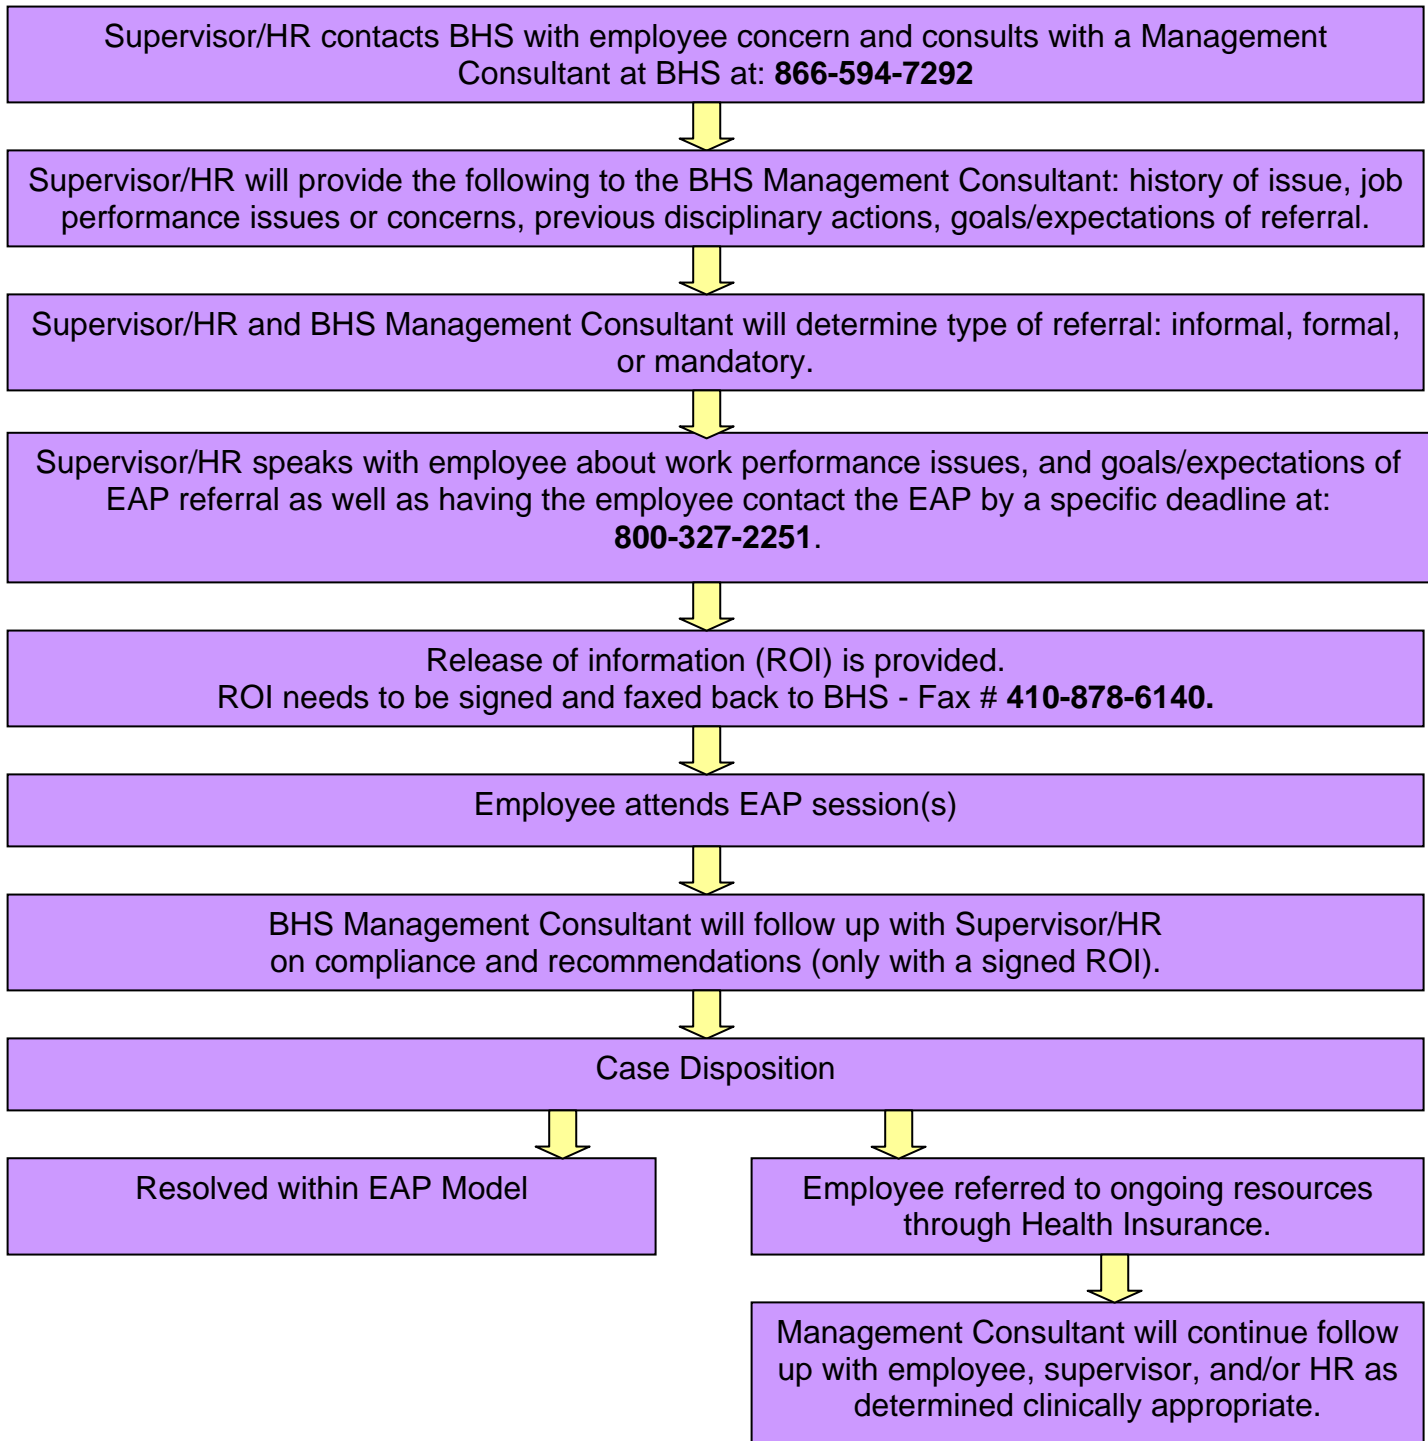 Supervisor/HR contacts BHS with employee concern and consults with a Management
Consultant at BHS at: 866-594-7292
Supervisor/HR will provide the following to the BHS Management Consultant: history of issue, job
performance issues or concerns, previous disciplinary actions, goals/expectations of referral.
Supervisor/HR and BHS Management Consultant will determine type of referral: informal, formal,
or mandatory.
Supervisor/HR speaks with employee about work performance issues, and goals/expectations of
EAP referral as well as having the employee contact the EAP by a specific deadline at:
800-327-2251.
Release of information (ROI) is provided.
ROI needs to be signed and faxed back to BHS - Fax # 410-878-6140.
Employee attends EAP session(s)
BHS Management Consultant will follow up with Supervisor/HR
on compliance and recommendations (only with a signed ROI).
Case Disposition
Resolved within EAP Model
Employee referred to ongoing resources
through Health Insurance.
Management Consultant will continue follow
up with employee, supervisor, and/or HR as
determined clinically appropriate.